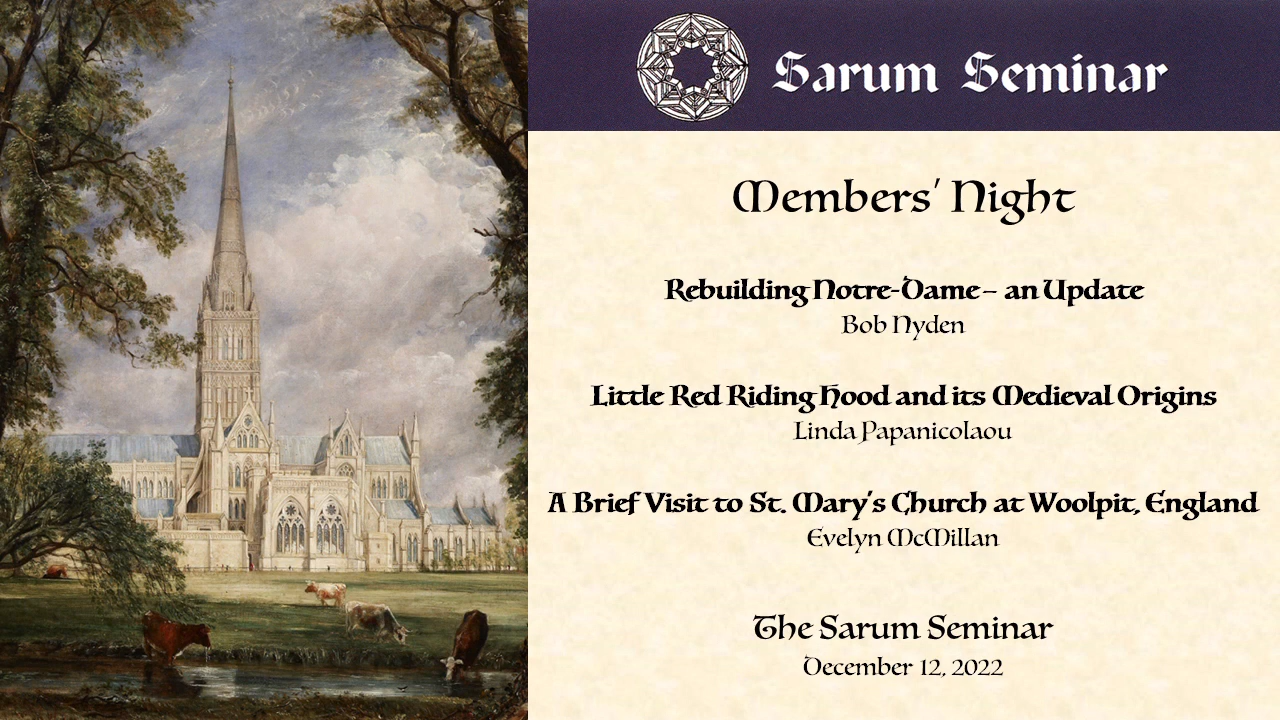 Sarum Seminar
Members' Night
Rebuilding Notre-Dame – an Update
Bob Nyden
Little Red Riding Hood and its Medieval Origins
Linda Papanicolaou
A Brief Visit to St. Mary's Church at Woolpit, England
Evelyn McMillan
The Sarum Seminar
December 12, 2022